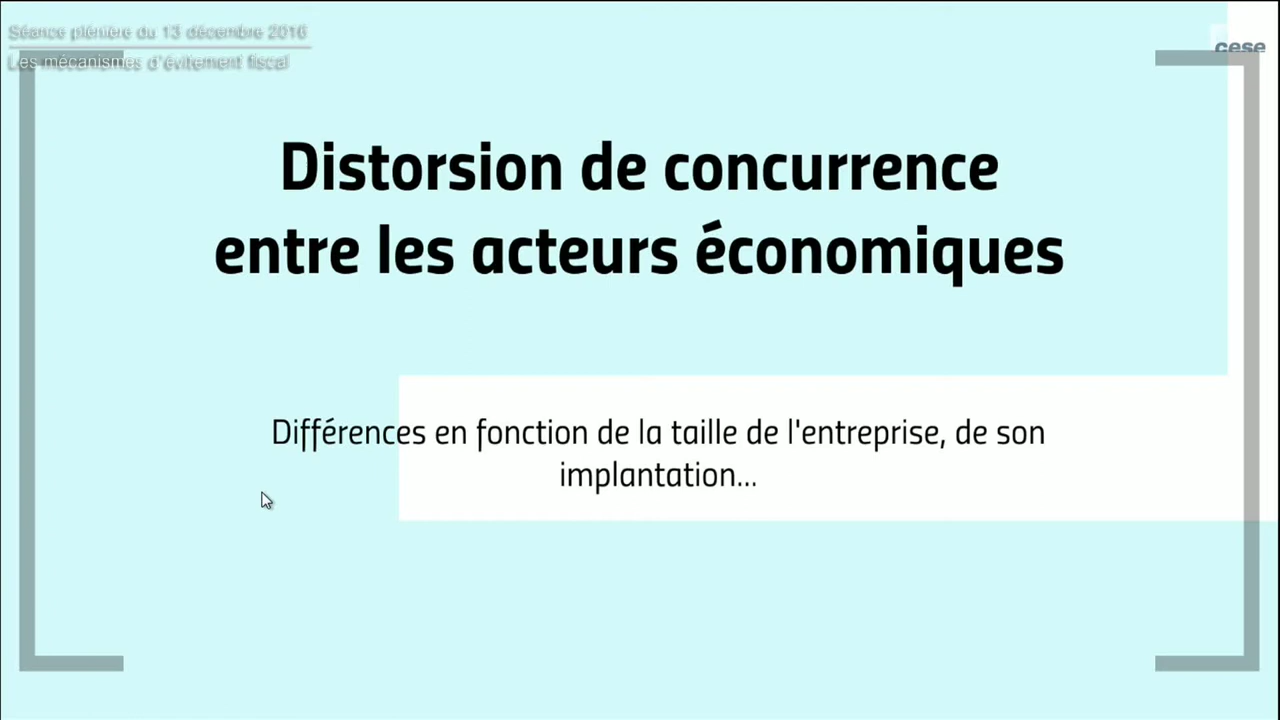 Séance plénière du 13 décembre 2016
Les mécanismes d'évitement fiscal
cese
Distorsion de concurrence
entre les acteurs économiques
Différences en fonction de la taille de l'entreprise, de son
implantation...